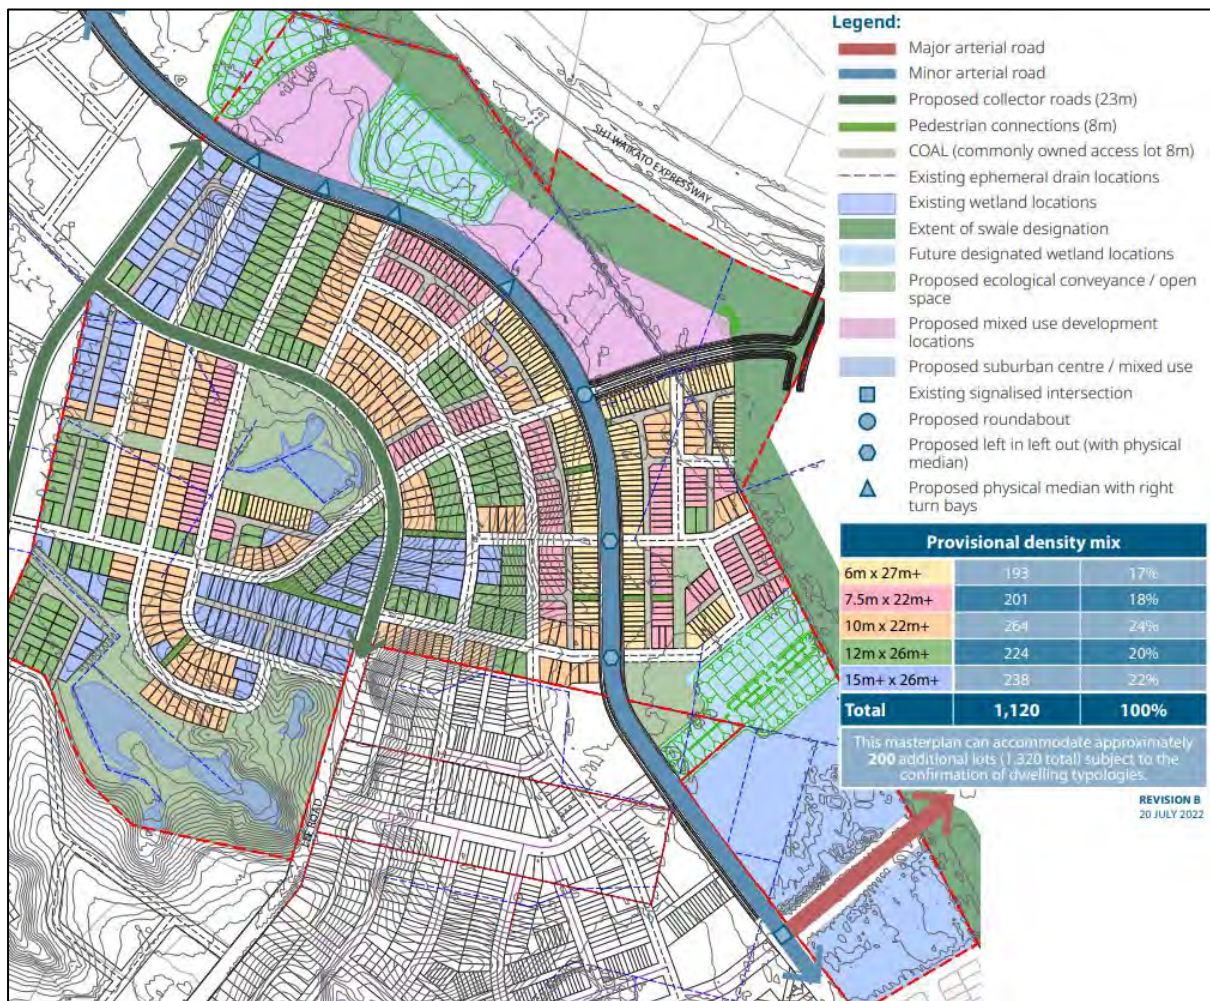 Legend:
Major arterial road
Minor arterial road
Proposed collector roads (23m)
Pedestrian connections (8m)
COAL (commonly owned access lot 8m)
Existing ephemeral drain locations
Existing wetland locations
Extent of swale designation
Future designated wetland locations
Proposed ecological conveyance / open
space
Proposed mixed use development
locations
Proposed suburban centre / mixed use
Existing signalised intersection
Proposed roundabout
Proposed left in left out (with physical
median)
Proposed physical median with right
turn bays
Provisional density mix
6m x 27m+ 193 17%
7.5m x 22m+ 201 18%
10m x 22m+ 264 24%
12m x 26m+ 224 20%
15m+ x 26m+ 238 22%
Total 1,120 100%
This masterplan can accommodate approximately
200 additional lots (1,320 total) subject to the
confirmation of dwelling typologies.
REVISION B
20 JULY 2022
SH1 WAIKATO EXPRESSWAY
ROAD